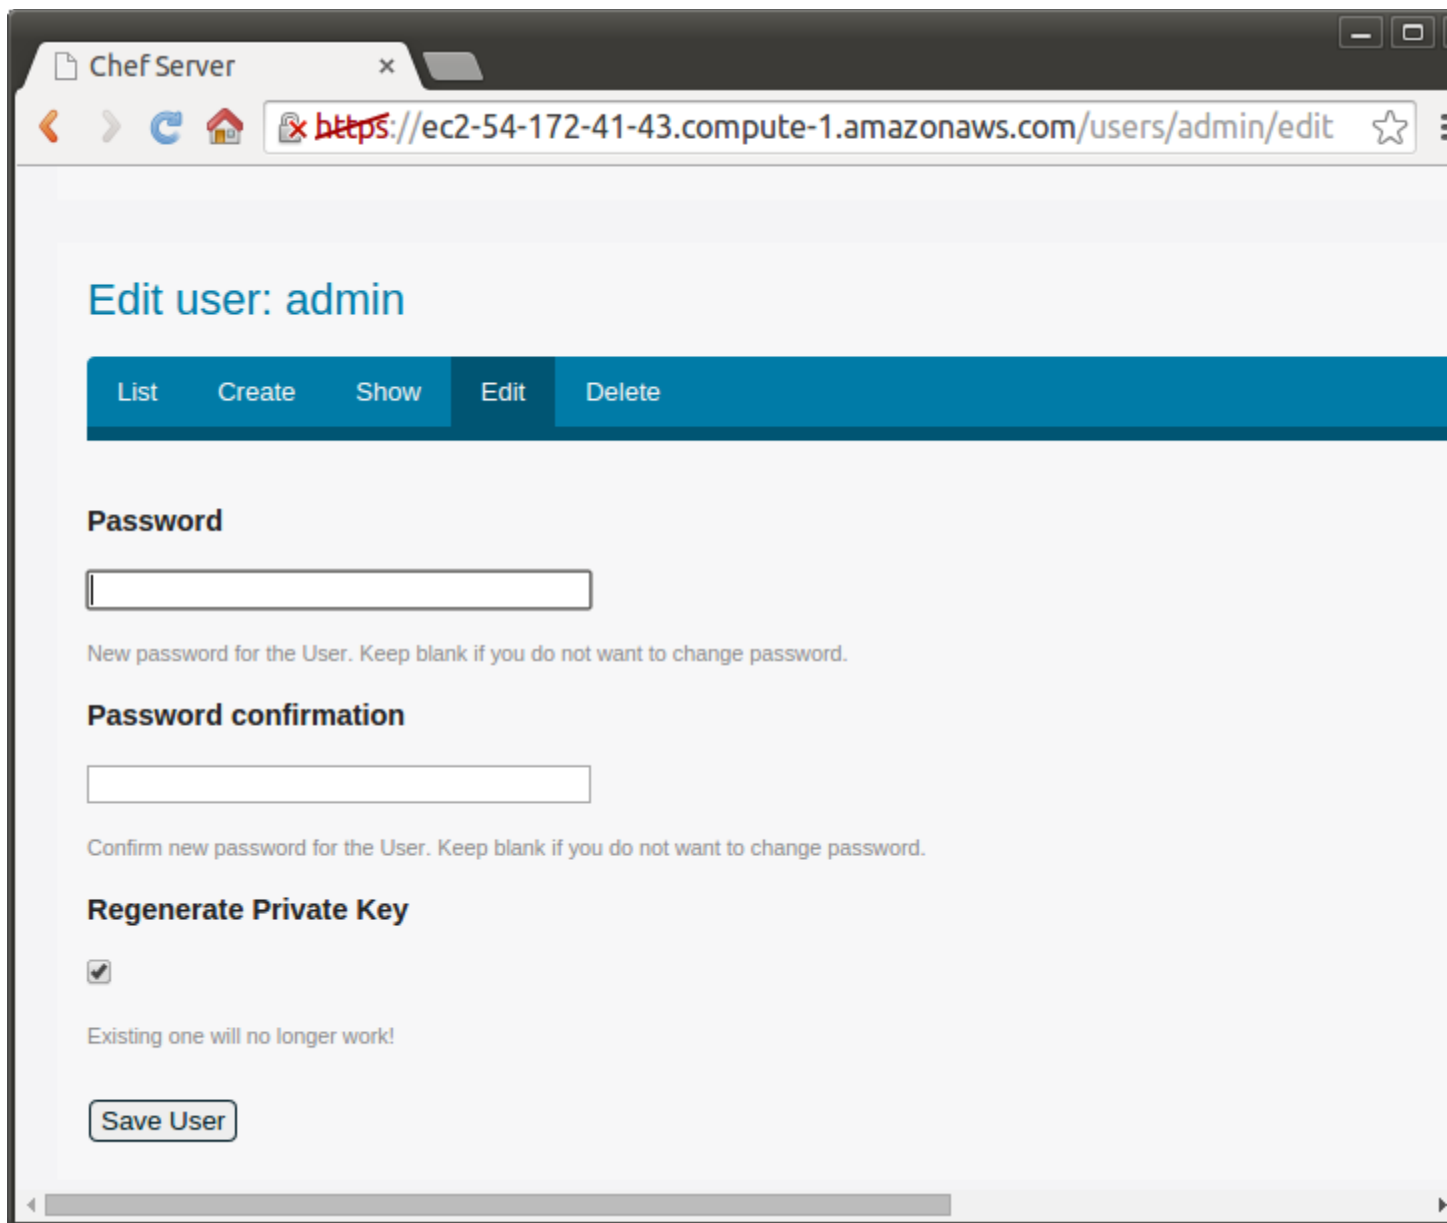 Chef Server
https://ec2-54-172-41-43.compute-1.amazonaws.com/users/admin/edit
Edit user: admin
List Create Show Edit Delete
Password
New password for the User. Keep blank if you do not want to change password.
Password confirmation
Confirm new password for the User. Keep blank if you do not want to change password.
Regenerate Private Key
Existing one will no longer work!
Save User